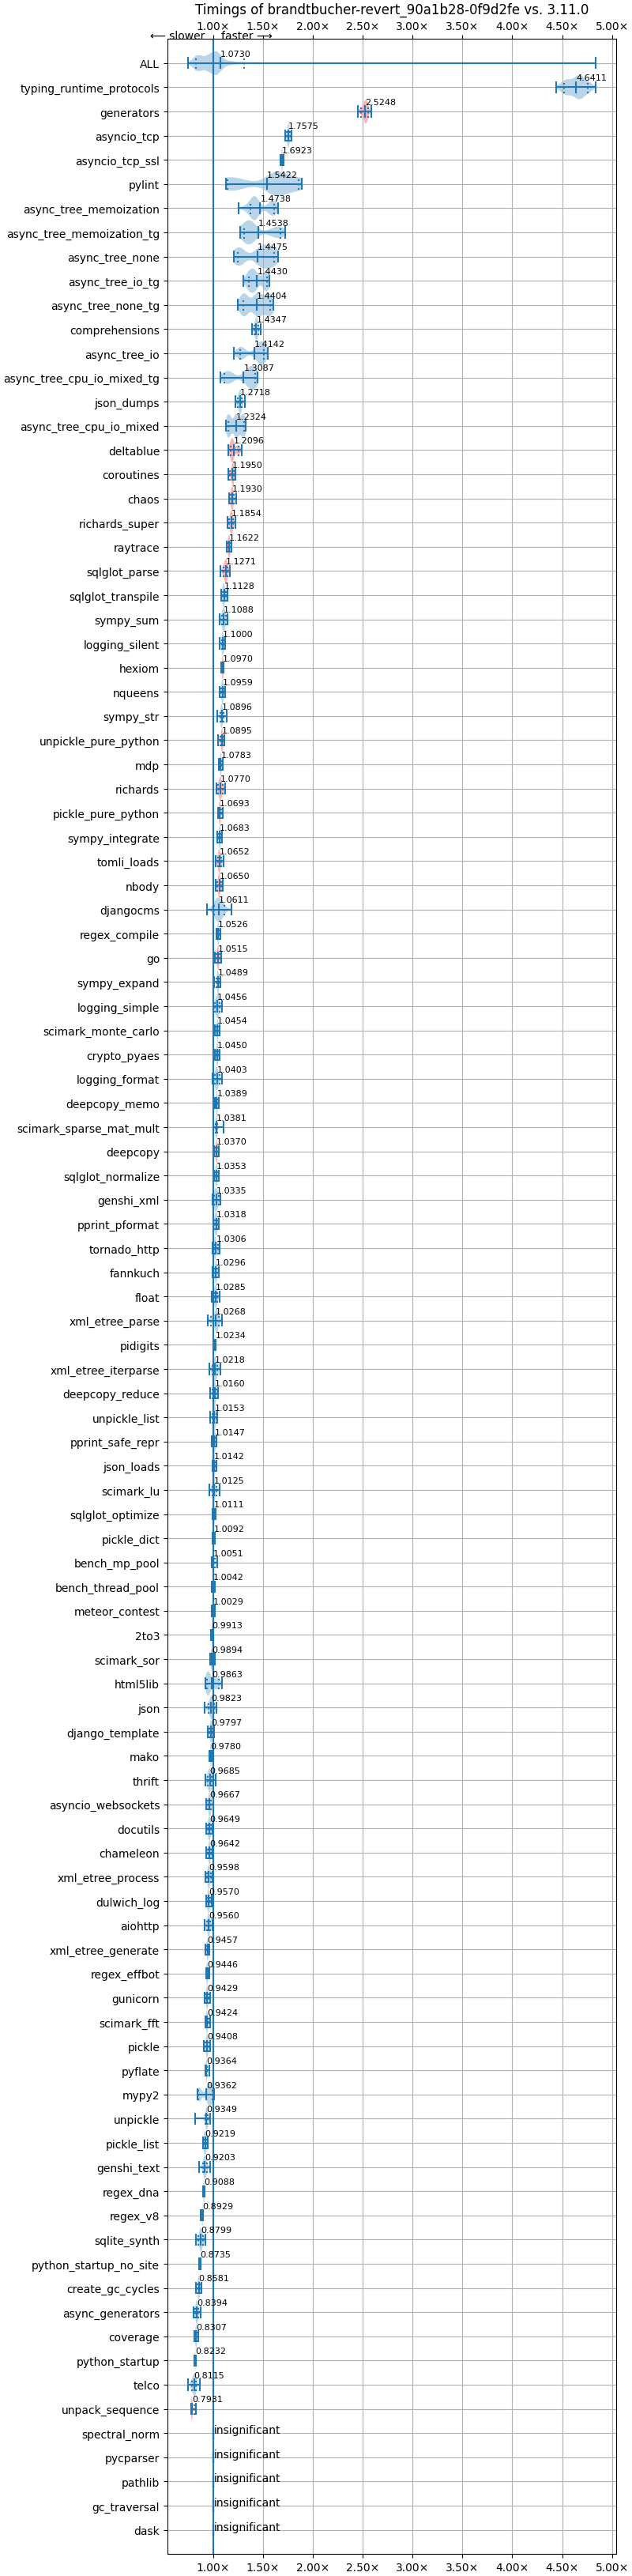 Timings of brandtbucher-revert_90a1b28-0f9d2fe vs. 3.11.0
1.00× 1.50× 2.00× 2.50× 3.00× 3.50× 4.00× 4.50× 5.00×
⟵ slower faster ⟶
ALL 1.0730
typing_runtime_protocols 4.6411
generators 2.5248
asyncio_tcp 1.7575
asyncio_tcp_ssl 1.6923
pylint 1.5422
async_tree_memoization 1.4738
async_tree_memoization_tg 1.4538
async_tree_none 1.4475
async_tree_io_tg 1.4430
async_tree_none_tg 1.4404
comprehensions 1.4347
async_tree_io 1.4142
async_tree_cpu_io_mixed_tg 1.3087
json_dumps 1.2718
async_tree_cpu_io_mixed 1.2324
deltablue 1.2096
coroutines 1.1950
chaos 1.1930
richards_super 1.1854
raytrace 1.1622
sqlglot_parse 1.1271
sqlglot_transpile 1.1128
sympy_sum 1.1088
logging_silent 1.1000
hexiom 1.0970
nqueens 1.0959
sympy_str 1.0896
unpickle_pure_python 1.0895
mdp 1.0783
richards 1.0770
pickle_pure_python 1.0693
sympy_integrate 1.0683
tomli_loads 1.0652
nbody 1.0650
djangocms 1.0611
regex_compile 1.0526
go 1.0515
sympy_expand 1.0489
logging_simple 1.0456
scimark_monte_carlo 1.0454
crypto_pyaes 1.0450
logging_format 1.0403
deepcopy_memo 1.0389
scimark_sparse_mat_mult 1.0381
deepcopy 1.0370
sqlglot_normalize 1.0353
genshi_xml 1.0335
pprint_pformat 1.0318
tornado_http 1.0306
fannkuch 1.0296
float 1.0285
xml_etree_parse 1.0268
pidigits 1.0234
xml_etree_iterparse 1.0218
deepcopy_reduce 1.0160
unpickle_list 1.0153
pprint_safe_repr 1.0147
json_loads 1.0142
scimark_lu 1.0125
sqlglot_optimize 1.0111
pickle_dict 1.0092
bench_mp_pool 1.0051
bench_thread_pool 1.0042
meteor_contest 1.0029
2to3 0.9913
scimark_sor 0.9894
html5lib 0.9863
json 0.9823
django_template 0.9797
mako 0.9780
thrift 0.9685
asyncio_websockets 0.9667
docutils 0.9649
chameleon 0.9642
xml_etree_process 0.9598
dulwich_log 0.9570
aiohttp 0.9560
xml_etree_generate 0.9457
regex_effbot 0.9446
gunicorn 0.9429
scimark_fft 0.9424
pickle 0.9408
pyflate 0.9364
mypy2 0.9362
unpickle 0.9349
pickle_list 0.9219
genshi_text 0.9203
regex_dna 0.9088
regex_v8 0.8929
sqlite_synth 0.8799
python_startup_no_site 0.8735
create_gc_cycles 0.8581
async_generators 0.8394
coverage 0.8307
python_startup 0.8232
telco 0.8115
unpack_sequence 0.7931
spectral_norm insignificant
pycparser insignificant
pathlib insignificant
gc_traversal insignificant
dask insignificant
1.00× 1.50× 2.00× 2.50× 3.00× 3.50× 4.00× 4.50× 5.00×